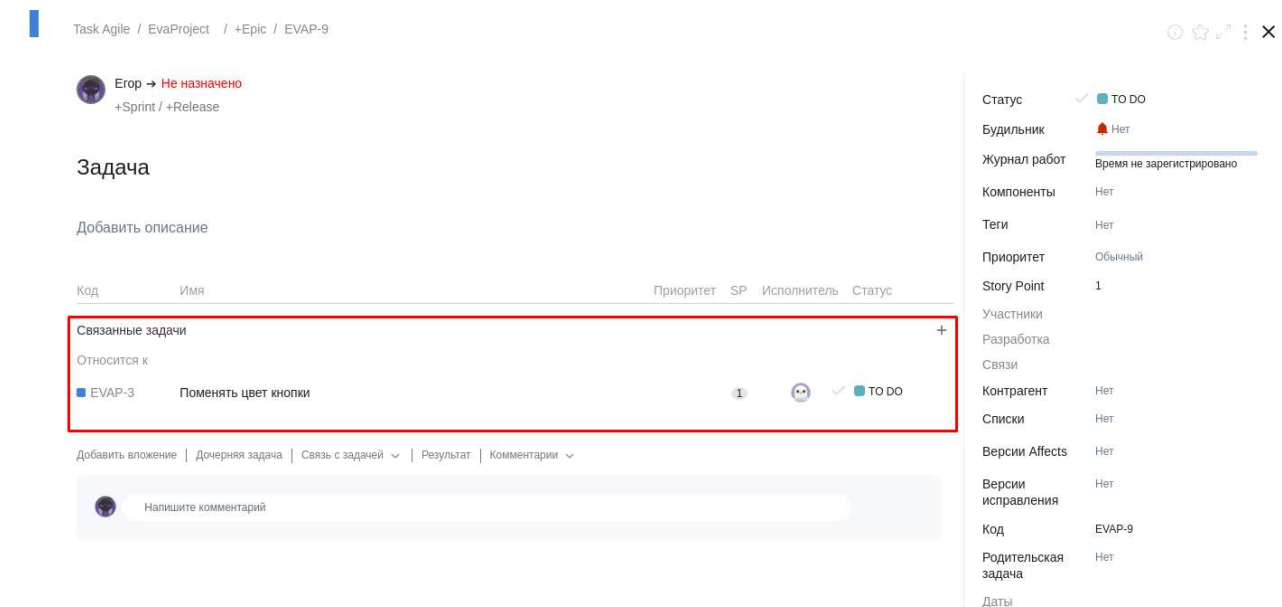 Task Agile / EvaProject / +Epic / EVAP-9
Егор ➔ Не назначено
+Sprint / +Release
Задача
Добавить описание
Код Имя Приоритет SP Исполнитель Статус
Связанные задачи +
Относится к
EVAP-3 Поменять цвет кнопки 1 TO DO
Добавить вложение | Дочерняя задача | Связь с задачей | Результат | Комментарии
Напишите комментарий
Статус TO DO
Будильник Нет
Журнал работ Время не зарегистрировано
Компоненты Нет
Теги Нет
Приоритет Обычный
Story Point 1
Участники
Разработка
Связи
Контрагент Нет
Списки Нет
Версии Affects Нет
Версии Нет
исправления
Код EVAP-9
Родительская Нет
задача
Даты